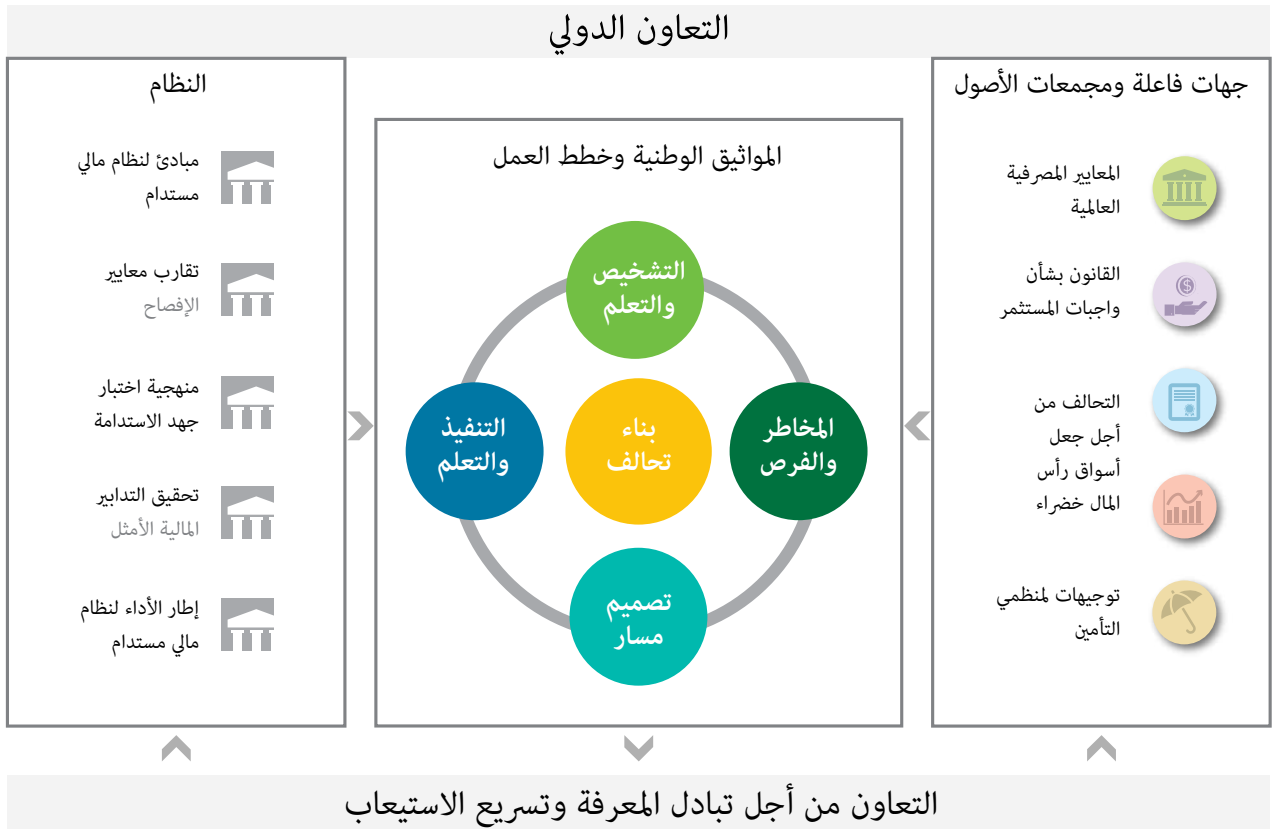 التعاون الدولي
جهات فاعلة ومجمعات الأصول
المعايير المصرفية
العالمية
القانون بشأن
واجبات المستثمر
التحالف من
أجل جعل
أسواق رأس
المال خضراء
توجيهات لمنظمي
التأمين
المواثيق الوطنية وخطط العمل
التشخيص
والتعلم
المخاطر
والفرص
بناء
تحالف
التنفيذ
والتعلم
تصميم
مسار
النظام
مبادئ لنظام مالي
مستدام
تقارب معايير
الإفصاح
منهجية اختبار
جهد الاستدامة
تحقيق التدابير
المالية الأمثل
إطار الأداء لنظام
مالي مستدام
التعاون من أجل تبادل المعرفة وتسريع الاستيعاب